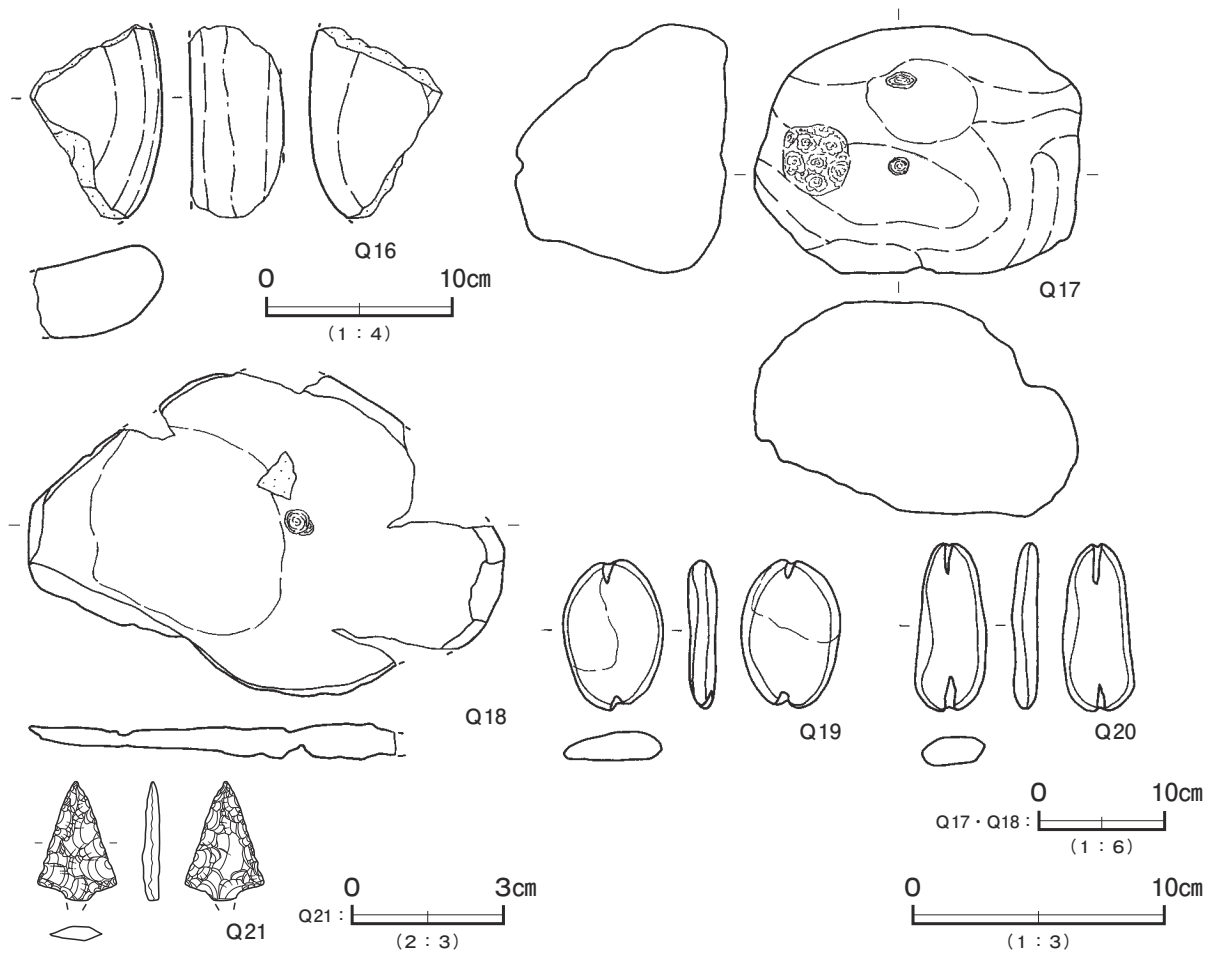 Q16
0 10㎝
(1:4)
Q17
Q18
Q19
Q20
Q17・Q18: 0 10㎝
(1:6)
Q21
Q21: 0 3㎝
(2:3)
0 10㎝
(1:3)